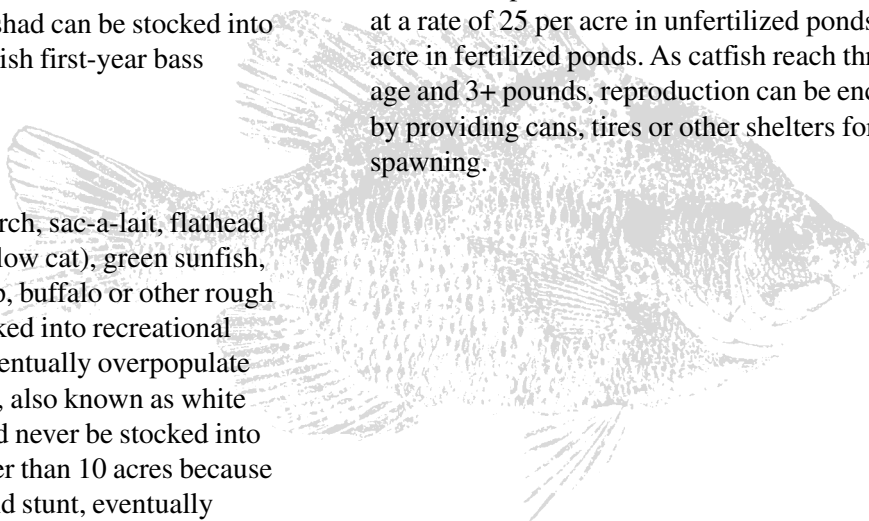 shad can be stocked into
ish first-year bass
rch, sac-a-lait, flathead
low cat), green sunfish,
o, buffalo or other rough
ked into recreational
entually overpopulate
, also known as white
d never be stocked into
er than 10 acres because
d stunt, eventually
at a rate of 25 per acre in unfertilized ponds
acre in fertilized ponds. As catfish reach thr
age and 3+ pounds, reproduction can be enc
by providing cans, tires or other shelters for
spawning.